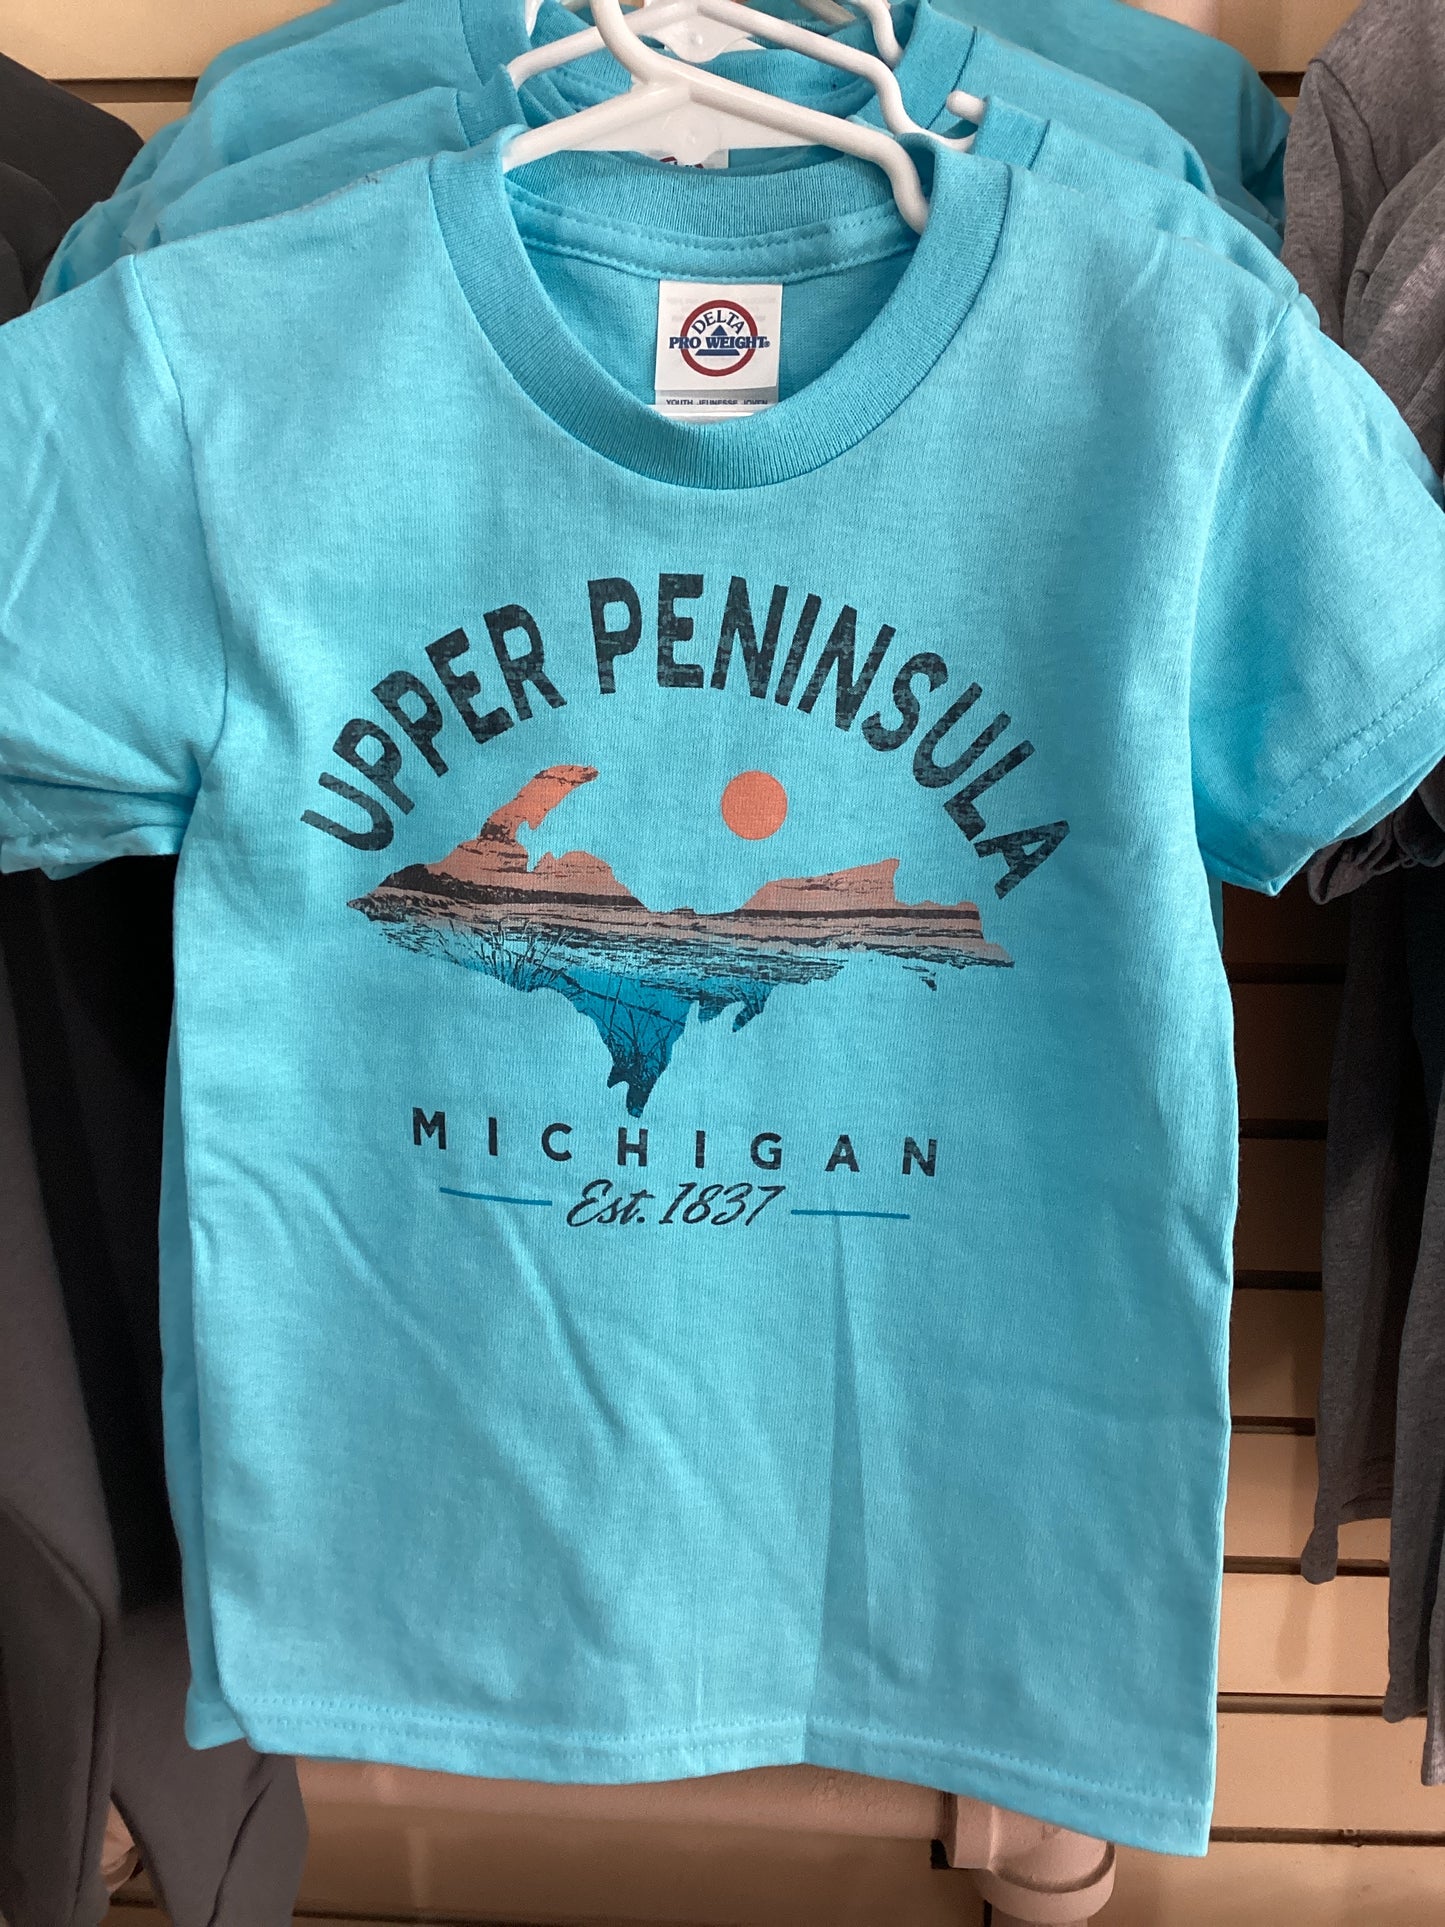 DELTA
PRO WEIGHT®
YOUTH JEUNESSE JOVEN
UPPER PENINSULA
MICHIGAN
Est. 1837